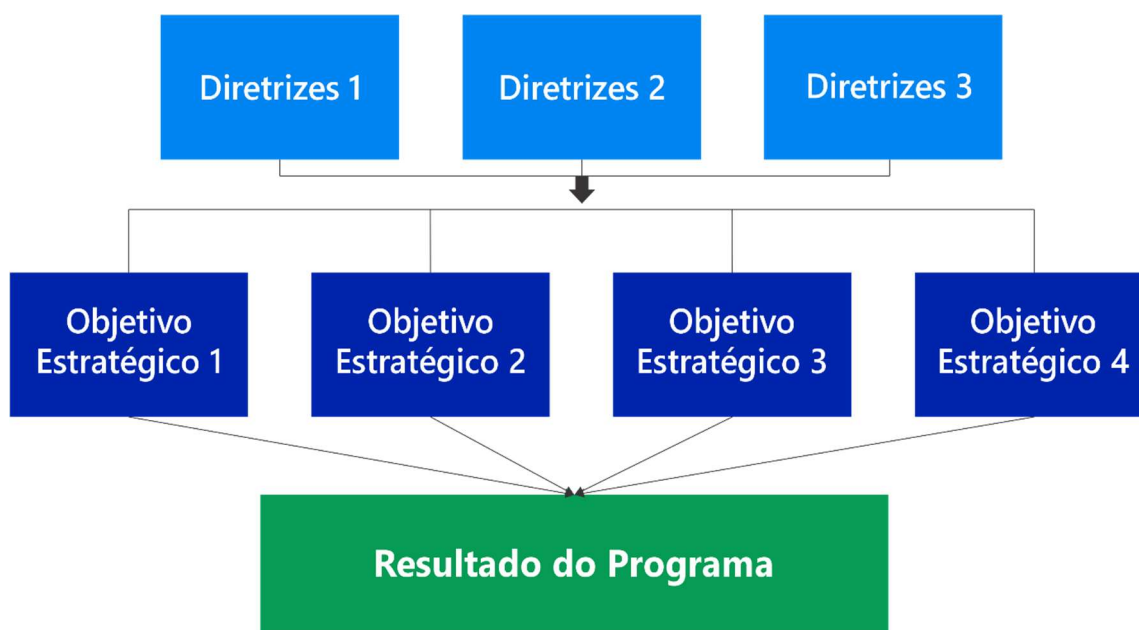 Diretrizes 1
Diretrizes 2
Diretrizes 3
Objetivo
Estratégico 1
Objetivo
Estratégico 2
Objetivo
Estratégico 3
Objetivo
Estratégico 4
Resultado do Programa